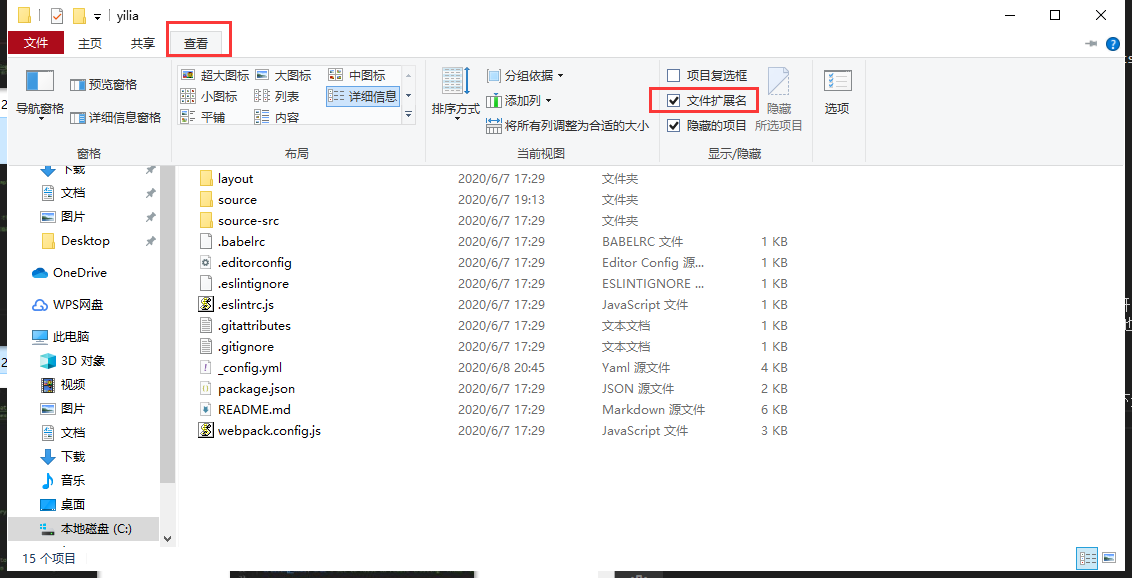 yilia
文件 主页 共享 查看
导航窗格 预览窗格 详细信息窗格
窗格
超大图标 大图标 中图标
小图标 列表 详细信息
平铺 内容
布局
排序方式 分组依据 添加列 将所有列调整为合适的大小
当前视图
项目复选框
文件扩展名
隐藏的项目
隐藏
所选项目
显示/隐藏
选项
下载
文档
图片
Desktop
OneDrive
WPS网盘
此电脑
3D 对象
视频
图片
文档
下载
音乐
桌面
本地磁盘 (C:)
layout 2020/6/7 17:29 文件夹
source 2020/6/7 19:13 文件夹
source-src 2020/6/7 17:29 文件夹
.babelrc 2020/6/7 17:29 BABELRC 文件 1 KB
.editorconfig 2020/6/7 17:29 Editor Config 源... 1 KB
.eslintignore 2020/6/7 17:29 ESLINTIGNORE ... 1 KB
.eslintrc.js 2020/6/7 17:29 JavaScript 文件 1 KB
.gitattributes 2020/6/7 17:29 文本文档 1 KB
.gitignore 2020/6/7 17:29 文本文档 1 KB
_config.yml 2020/6/8 20:45 Yaml 源文件 4 KB
package.json 2020/6/7 17:29 JSON 源文件 2 KB
README.md 2020/6/7 17:29 Markdown 源文件 6 KB
webpack.config.js 2020/6/7 17:29 JavaScript 文件 3 KB
15 个项目